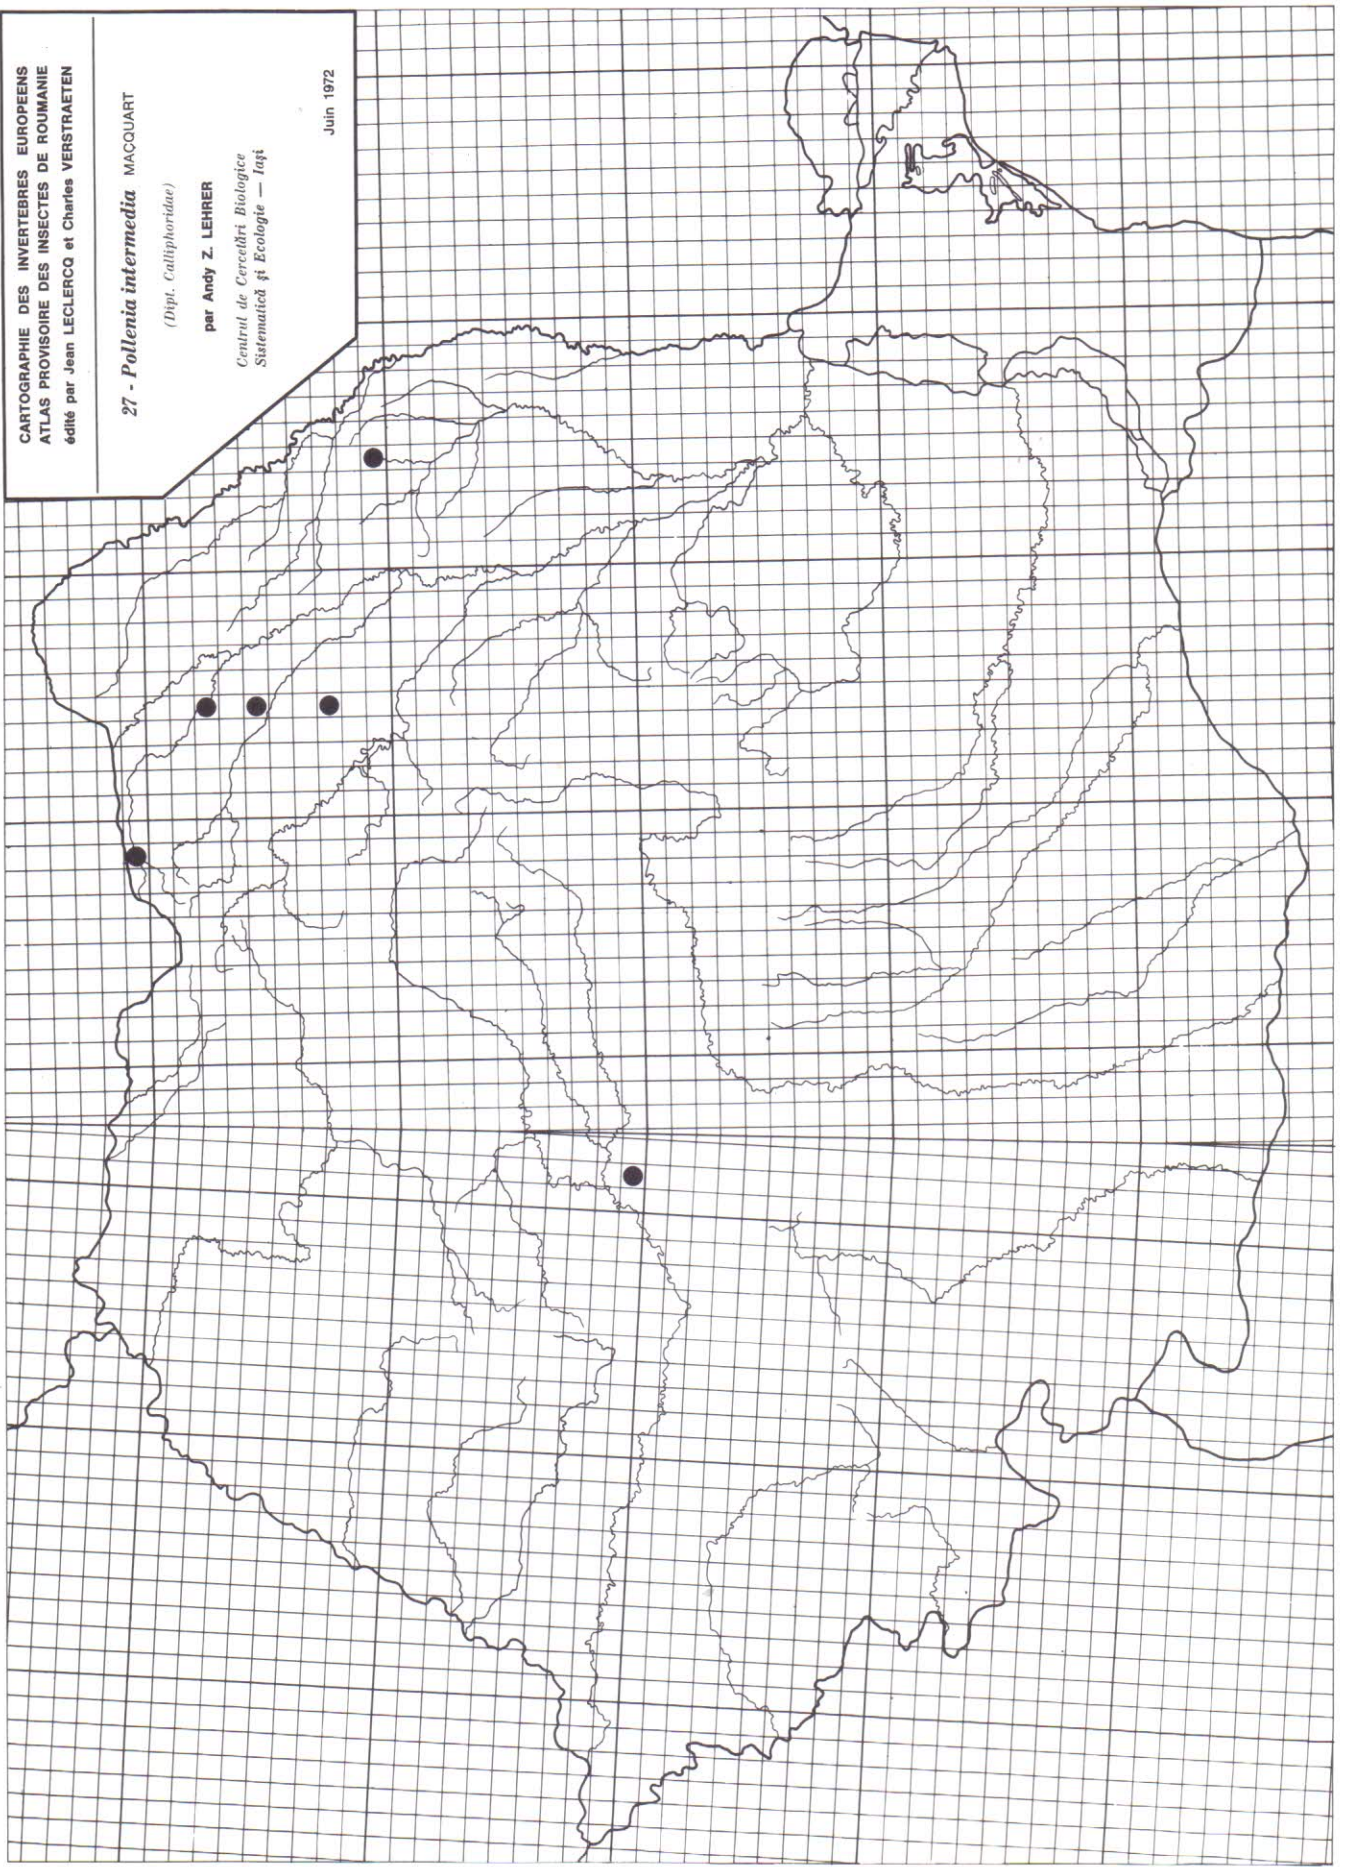 CARTOGRAPHIE DES INVERTEBRES EUROPEENS
ATLAS PROVISOIRE DES INSECTES DE ROUMANIE
édité par Jean LECLERCQ et Charles VERSTRAETEN
27 - Pollenia intermedia MACQUART
(Dipt. Calliphoridae)
par Andy Z. LEHRER
Centrul de Cercetări Biologice
Sistematică şi Ecologie — Iaşi
Juin 1972